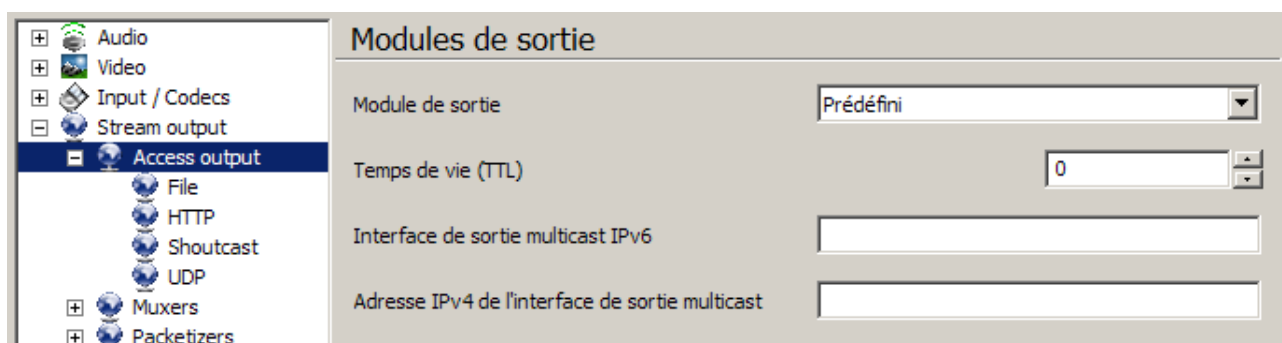 Audio
Video
Input / Codecs
Stream output
Access output
File
HTTP
Shoutcast
UDP
Muxers
Packetizers
Modules de sortie
Module de sortie
Prédéfini
Temps de vie (TTL)
0
Interface de sortie multicast IPv6
Adresse IPv4 de l'interface de sortie multicast